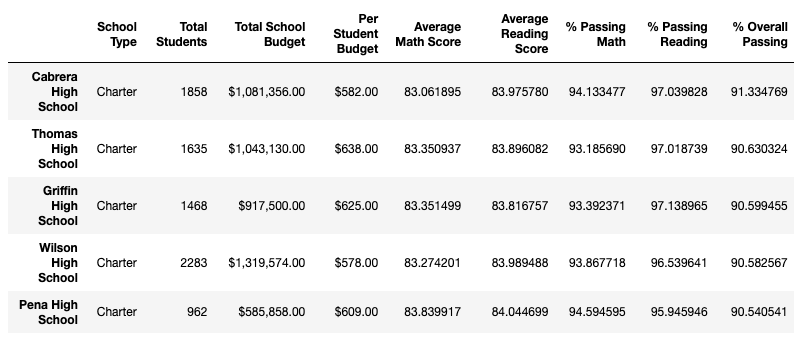 School Type Total Students Total School Budget Per Student Budget Average Math Score Average Reading Score % Passing Math % Passing Reading % Overall Passing
Cabrera High School Charter 1858 $1,081,356.00 $582.00 83.061895 83.975780 94.133477 97.039828 91.334769
Thomas High School Charter 1635 $1,043,130.00 $638.00 83.350937 83.896082 93.185690 97.018739 90.630324
Griffin High School Charter 1468 $917,500.00 $625.00 83.351499 83.816757 93.392371 97.138965 90.599455
Wilson High School Charter 2283 $1,319,574.00 $578.00 83.274201 83.989488 93.867718 96.539641 90.582567
Pena High School Charter 962 $585,858.00 $609.00 83.839917 84.044699 94.594595 95.945946 90.540541